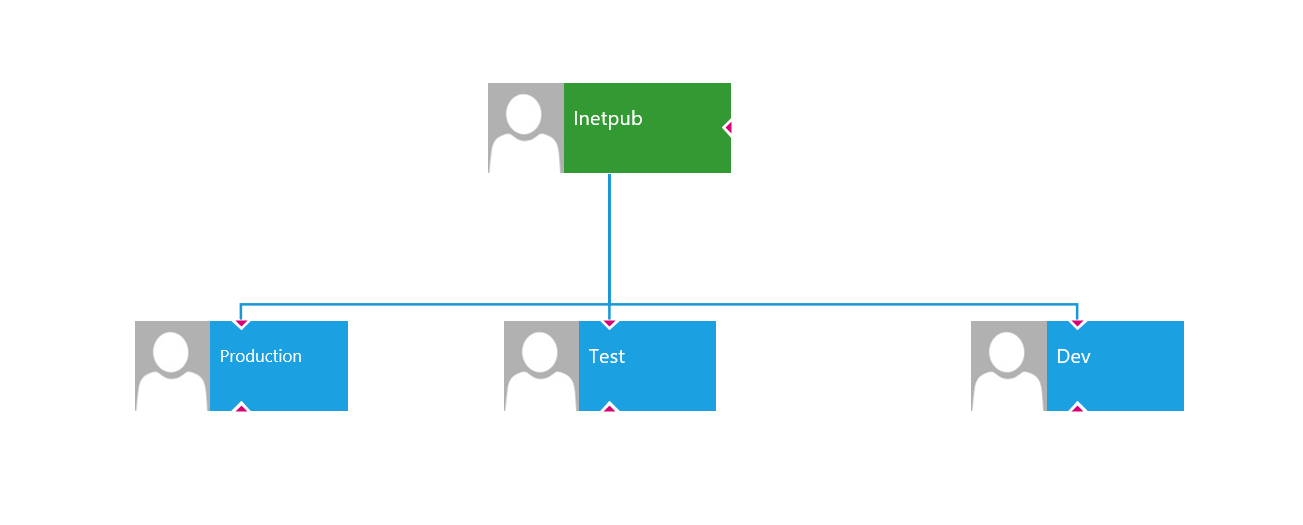 Inetpub
Production
Test
Dev